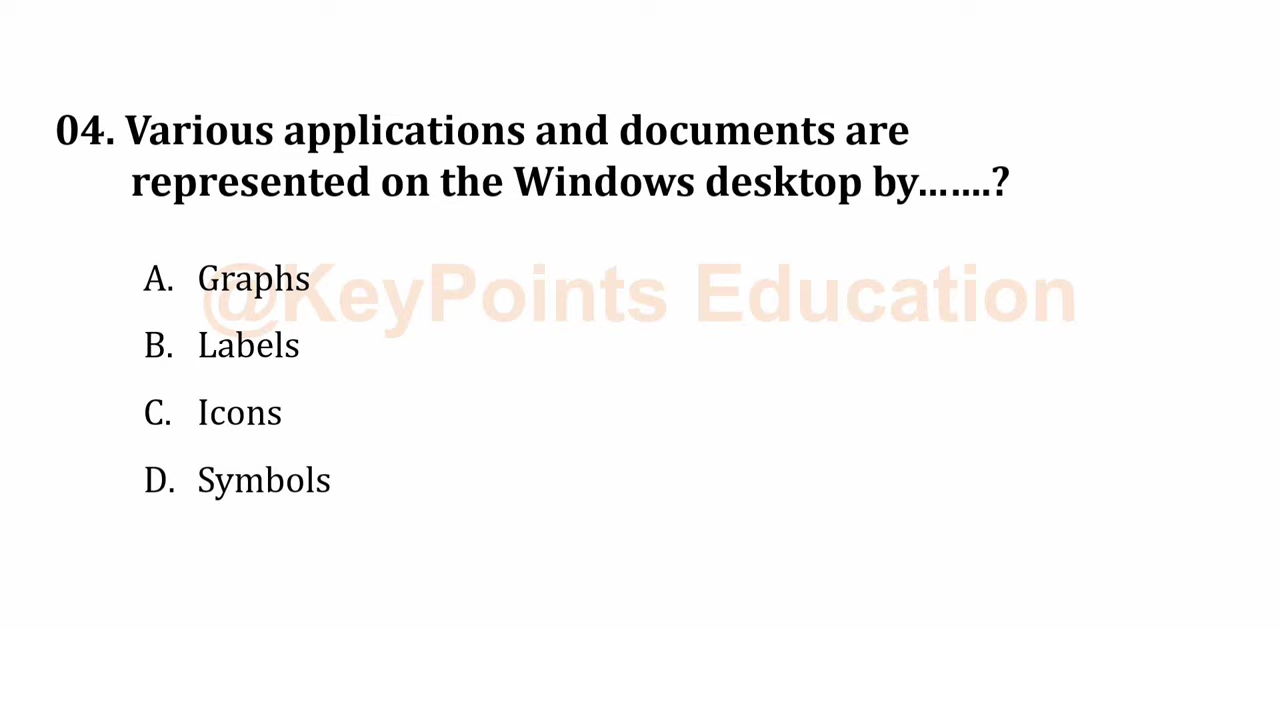 04. Various applications and documents are
represented on the Windows desktop by…….?
@KeyPoints Education
A. Graphs
B. Labels
C. Icons
D. Symbols